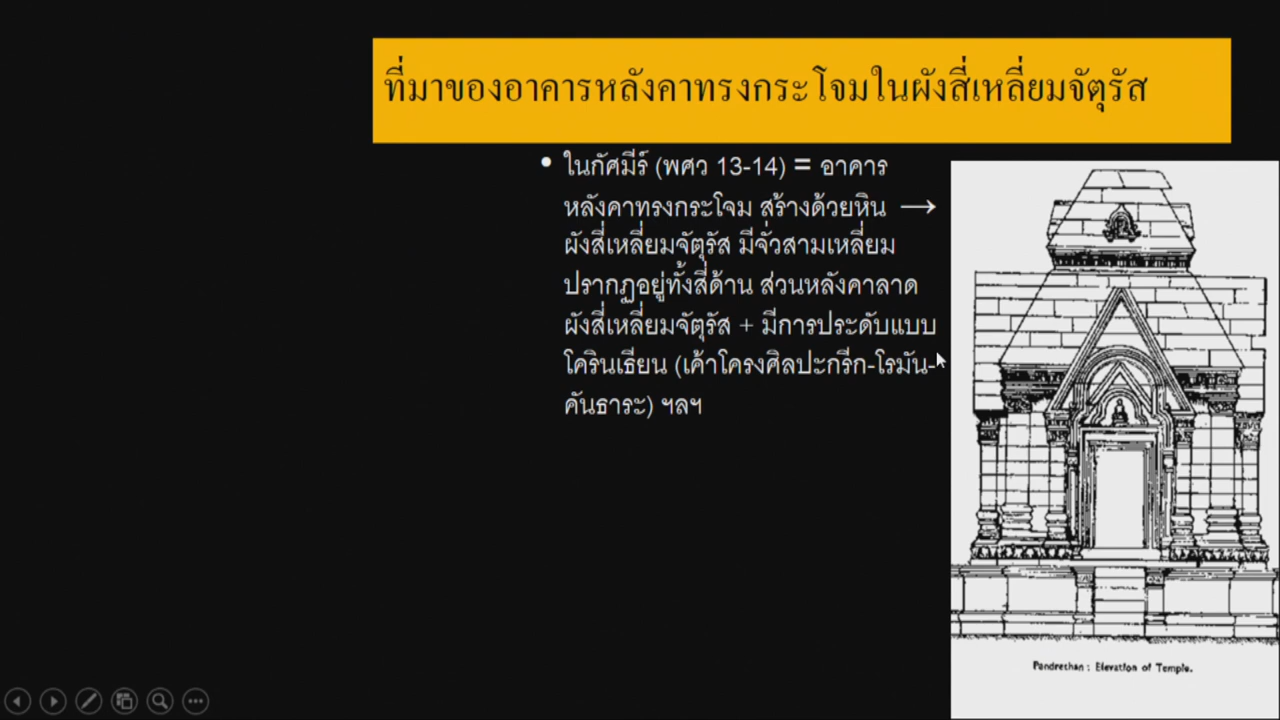 ที่มาของอาคารหลังคาทรงกระโจมในผังสี่เหลี่ยมจัตุรัส
• ในกัศมีร์ (พศว 13-14) = อาคาร
หลังคาทรงกระโจม สร้างด้วยหิน →
ผังสี่เหลี่ยมจัตุรัส มีจั่วสามเหลี่ยม
ปรากฏอยู่ทั้งสี่ด้าน ส่วนหลังคาลาด
ผังสี่เหลี่ยมจัตุรัส + มีการประดับแบบ
โครินเธียน (เค้าโครงศิลปะกรีก-โรมัน-
คันธาระ) ฯลฯ
Pandrethan : Elevation of Temple.